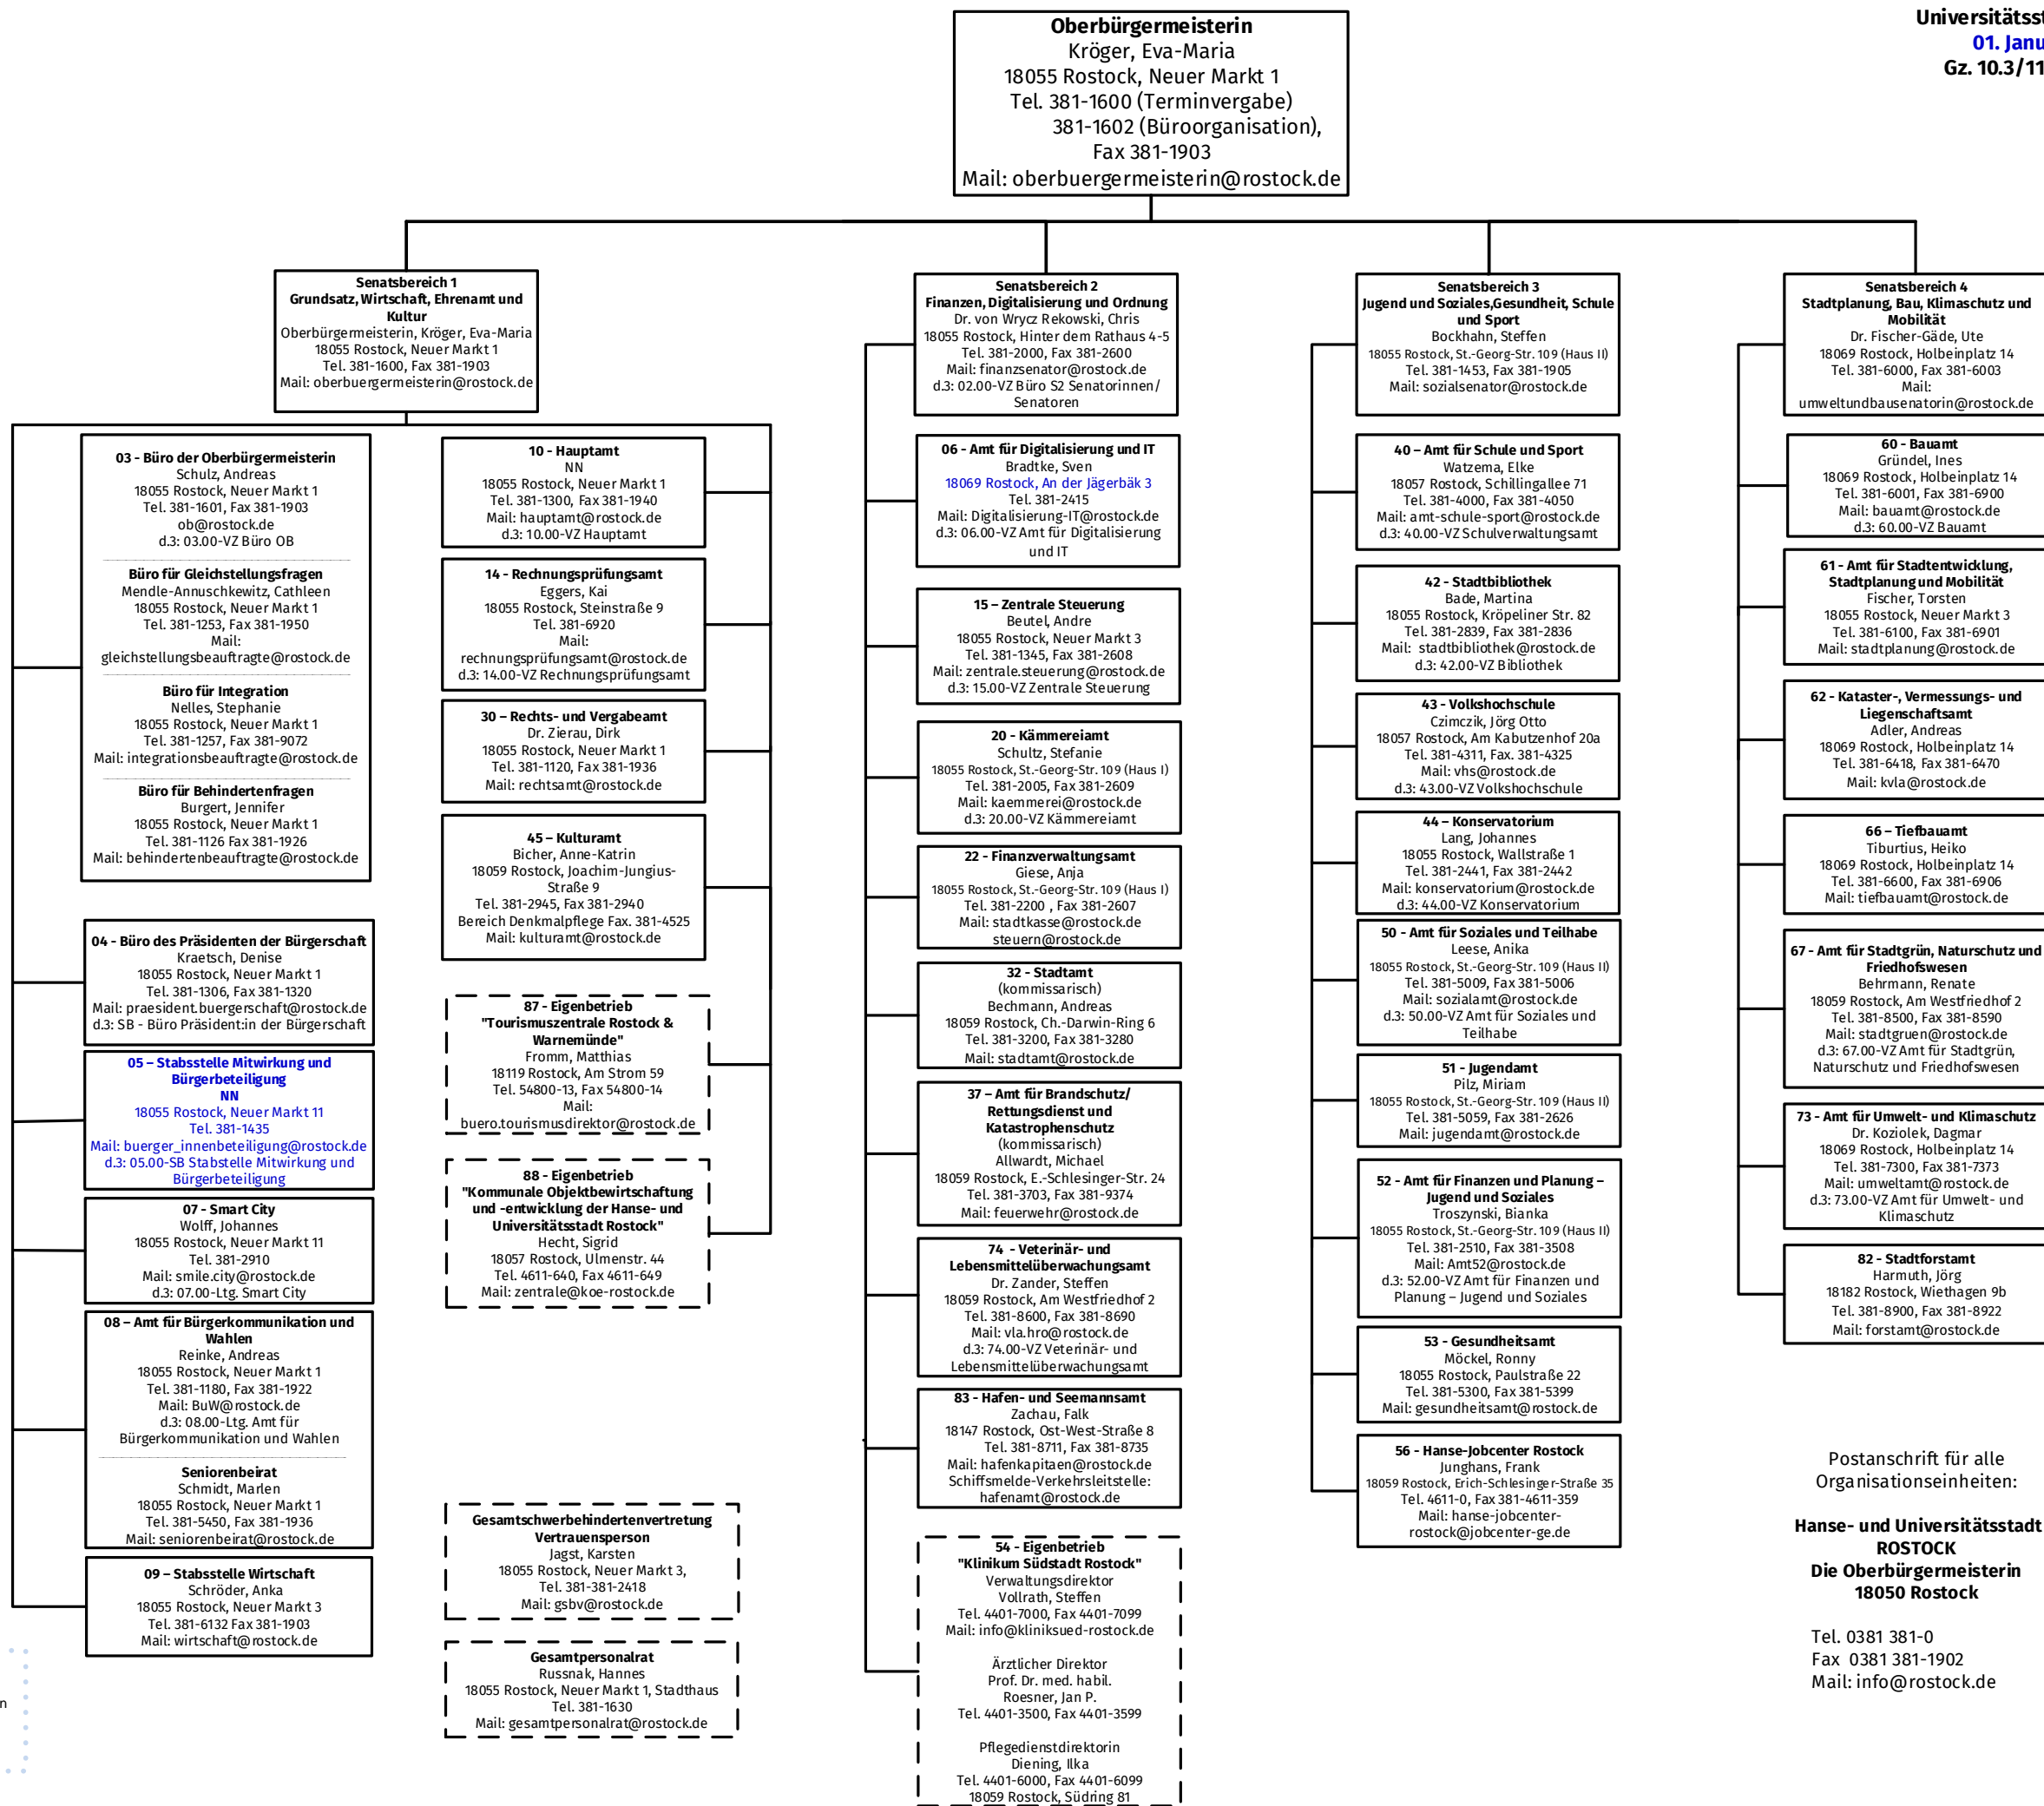 Oberbürgermeisterin
Kröger, Eva-Maria
18055 Rostock, Neuer Markt 1
Tel. 381-1600 (Terminvergabe)
381-1602 (Büroorganisation),
Fax 381-1903
Mail: oberbuergermeisterin@rostock.de
Universitätsst
01. Janu
Gz. 10.3/11
Senatsbereich 1
Grundsatz, Wirtschaft, Ehrenamt und
Kultur
Oberbürgermeisterin, Kröger, Eva-Maria
18055 Rostock, Neuer Markt 1
Tel. 381-1600, Fax 381-1903
Mail: oberbuergermeisterin@rostock.de
03 - Büro der Oberbürgermeisterin
Schulz, Andreas
18055 Rostock, Neuer Markt 1
Tel. 381-1601, Fax 381-1903
ob@rostock.de
d.3: 03.00-VZ Büro OB
Büro für Gleichstellungsfragen
Mendle-Annuschkewitz, Cathleen
18055 Rostock, Neuer Markt 1
Tel. 381-1253, Fax 381-1950
Mail:
gleichstellungsbeauftragte@rostock.de
Büro für Integration
Nelles, Stephanie
18055 Rostock, Neuer Markt 1
Tel. 381-1257, Fax 381-9072
Mail: integrationsbeauftragte@rostock.de
Büro für Behindertenfragen
Burgert, Jennifer
18055 Rostock, Neuer Markt 1
Tel. 381-1126 Fax 381-1926
Mail: behindertenbeauftragte@rostock.de
04 - Büro des Präsidenten der Bürgerschaft
Kraetsch, Denise
18055 Rostock, Neuer Markt 1
Tel. 381-1306, Fax 381-1320
Mail: praesident.buergerschaft@rostock.de
d.3: SB - Büro Präsident:in der Bürgerschaft
05 – Stabsstelle Mitwirkung und
Bürgerbeteiligung
NN
18055 Rostock, Neuer Markt 11
Tel. 381-1435
Mail: buerger_innenbeteiligung@rostock.de
d.3: 05.00-SB Stabstelle Mitwirkung und
Bürgerbeteiligung
07 - Smart City
Wolff, Johannes
18055 Rostock, Neuer Markt 11
Tel. 381-2910
Mail: smile.city@rostock.de
d.3: 07.00-Ltg. Smart City
08 – Amt für Bürgerkommunikation und
Wahlen
Reinke, Andreas
18055 Rostock, Neuer Markt 1
Tel. 381-1180, Fax 381-1922
Mail: BuW@rostock.de
d.3: 08.00-Ltg. Amt für
Bürgerkommunikation und Wahlen
Seniorenbeirat
Schmidt, Marlen
18055 Rostock, Neuer Markt 1
Tel. 381-5450, Fax 381-1936
Mail: seniorenbeirat@rostock.de
09 – Stabsstelle Wirtschaft
Schröder, Anka
18055 Rostock, Neuer Markt 3
Tel. 381-6132 Fax 381-1903
Mail: wirtschaft@rostock.de
n
10 - Hauptamt
NN
18055 Rostock, Neuer Markt 1
Tel. 381-1300, Fax 381-1940
Mail: hauptamt@rostock.de
d.3: 10.00-VZ Hauptamt
14 - Rechnungsprüfungsamt
Eggers, Kai
18055 Rostock, Steinstraße 9
Tel. 381-6920
Mail:
rechnungsprüfungsamt@rostock.de
d.3: 14.00-VZ Rechnungsprüfungsamt
30 – Rechts- und Vergabeamt
Dr. Zierau, Dirk
18055 Rostock, Neuer Markt 1
Tel. 381-1120, Fax 381-1936
Mail: rechtsamt@rostock.de
45 – Kulturamt
Bicher, Anne-Katrin
18059 Rostock, Joachim-Jungius-
Straße 9
Tel. 381-2945, Fax 381-2940
Bereich Denkmalpflege Fax. 381-4525
Mail: kulturamt@rostock.de
87 - Eigenbetrieb
"Tourismuszentrale Rostock &
Warnemünde"
Fromm, Matthias
18119 Rostock, Am Strom 59
Tel. 54800-13, Fax 54800-14
Mail:
buero.tourismusdirektor@rostock.de
88 - Eigenbetrieb
"Kommunale Objektbewirtschaftung
und -entwicklung der Hanse- und
Universitätsstadt Rostock"
Hecht, Sigrid
18057 Rostock, Ulmenstr. 44
Tel. 4611-640, Fax 4611-649
Mail: zentrale@koe-rostock.de
Gesamtschwerbehindertenvertretung
Vertrauensperson
Jagst, Karsten
18055 Rostock, Neuer Markt 3,
Tel. 381-381-2418
Mail: gsbv@rostock.de
Gesamtpersonalrat
Russnak, Hannes
18055 Rostock, Neuer Markt 1, Stadthaus
Tel. 381-1630
Mail: gesamtpersonalrat@rostock.de
Senatsbereich 2
Finanzen, Digitalisierung und Ordnung
Dr. von Wrycz Rekowski, Chris
18055 Rostock, Hinter dem Rathaus 4-5
Tel. 381-2000, Fax 381-2600
Mail: finanzsenator@rostock.de
d.3: 02.00-VZ Büro S2 Senatorinnen/
Senatoren
06 - Amt für Digitalisierung und IT
Bradtke, Sven
18069 Rostock, An der Jägerbäk 3
Tel. 381-2415
Mail: Digitalisierung-IT@rostock.de
d.3: 06.00-VZ Amt für Digitalisierung
und IT
15 – Zentrale Steuerung
Beutel, Andre
18055 Rostock, Neuer Markt 3
Tel. 381-1345, Fax 381-2608
Mail: zentrale.steuerung@rostock.de
d.3: 15.00-VZ Zentrale Steuerung
20 - Kämmereiamt
Schultz, Stefanie
18055 Rostock, St.-Georg-Str. 109 (Haus I)
Tel. 381-2005, Fax 381-2609
Mail: kaemmerei@rostock.de
d.3: 20.00-VZ Kämmereiamt
22 - Finanzverwaltungsamt
Giese, Anja
18055 Rostock, St.-Georg-Str. 109 (Haus I)
Tel. 381-2200 , Fax 381-2607
Mail: stadtkasse@rostock.de
steuern@rostock.de
32 - Stadtamt
(kommissarisch)
Bechmann, Andreas
18059 Rostock, Ch.-Darwin-Ring 6
Tel. 381-3200, Fax 381-3280
Mail: stadtamt@rostock.de
37 – Amt für Brandschutz/
Rettungsdienst und
Katastrophenschutz
(kommissarisch)
Allwardt, Michael
18059 Rostock, E.-Schlesinger-Str. 24
Tel. 381-3703, Fax 381-9374
Mail: feuerwehr@rostock.de
74 - Veterinär- und
Lebensmittelüberwachungsamt
Dr. Zander, Steffen
18059 Rostock, Am Westfriedhof 2
Tel. 381-8600, Fax 381-8690
Mail: vla.hro@rostock.de
d.3: 74.00-VZ Veterinär- und
Lebensmittelüberwachungsamt
83 - Hafen- und Seemannsamt
Zachau, Falk
18147 Rostock, Ost-West-Straße 8
Tel. 381-8711, Fax 381-8735
Mail: hafenkapitaen@rostock.de
Schiffsmelde-Verkehrsleitstelle:
hafenamt@rostock.de
54 - Eigenbetrieb
"Klinikum Südstadt Rostock"
Verwaltungsdirektor
Vollrath, Steffen
Tel. 4401-7000, Fax 4401-7099
Mail: info@kliniksued-rostock.de
Ärztlicher Direktor
Prof. Dr. med. habil.
Roesner, Jan P.
Tel. 4401-3500, Fax 4401-3599
Pflegedienstdirektorin
Diening, Ilka
Tel. 4401-6000, Fax 4401-6099
18059 Rostock, Südring 81
Senatsbereich 3
Jugend und Soziales,Gesundheit, Schule
und Sport
Bockhahn, Steffen
18055 Rostock, St.-Georg-Str. 109 (Haus II)
Tel. 381-1453, Fax 381-1905
Mail: sozialsenator@rostock.de
40 – Amt für Schule und Sport
Watzema, Elke
18057 Rostock, Schillingallee 71
Tel. 381-4000, Fax 381-4050
Mail: amt-schule-sport@rostock.de
d.3: 40.00-VZ Schulverwaltungsamt
42 - Stadtbibliothek
Bade, Martina
18055 Rostock, Kröpeliner Str. 82
Tel. 381-2839, Fax 381-2836
Mail: stadtbibliothek@rostock.de
d.3: 42.00-VZ Bibliothek
43 - Volkshochschule
Czimczik, Jörg Otto
18057 Rostock, Am Kabutzenhof 20a
Tel. 381-4311, Fax. 381-4325
Mail: vhs@rostock.de
d.3: 43.00-VZ Volkshochschule
44 – Konservatorium
Lang, Johannes
18055 Rostock, Wallstraße 1
Tel. 381-2441, Fax 381-2442
Mail: konservatorium@rostock.de
d.3: 44.00-VZ Konservatorium
50 - Amt für Soziales und Teilhabe
Leese, Anika
18055 Rostock, St.-Georg-Str. 109 (Haus II)
Tel. 381-5009, Fax 381-5006
Mail: sozialamt@rostock.de
d.3: 50.00-VZ Amt für Soziales und
Teilhabe
51 - Jugendamt
Pilz, Miriam
18055 Rostock, St.-Georg-Str. 109 (Haus II)
Tel. 381-5059, Fax 381-2626
Mail: jugendamt@rostock.de
52 - Amt für Finanzen und Planung –
Jugend und Soziales
Troszynski, Bianka
18055 Rostock, St.-Georg-Str. 109 (Haus II)
Tel. 381-2510, Fax 381-3508
Mail: Amt52@rostock.de
d.3: 52.00-VZ Amt für Finanzen und
Planung – Jugend und Soziales
53 - Gesundheitsamt
Möckel, Ronny
18055 Rostock, Paulstraße 22
Tel. 381-5300, Fax 381-5399
Mail: gesundheitsamt@rostock.de
56 - Hanse-Jobcenter Rostock
Junghans, Frank
18059 Rostock, Erich-Schlesinger-Straße 35
Tel. 4611-0, Fax 381-4611-359
Mail: hanse-jobcenter-
rostock@jobcenter-ge.de
Senatsbereich 4
Stadtplanung, Bau, Klimaschutz und
Mobilität
Dr. Fischer-Gäde, Ute
18069 Rostock, Holbeinplatz 14
Tel. 381-6000, Fax 381-6003
Mail:
umweltundbausenatorin@rostock.de
60 - Bauamt
Gründel, Ines
18069 Rostock, Holbeinplatz 14
Tel. 381-6001, Fax 381-6900
Mail: bauamt@rostock.de
d.3: 60.00-VZ Bauamt
61 - Amt für Stadtentwicklung,
Stadtplanung und Mobilität
Fischer, Torsten
18055 Rostock, Neuer Markt 3
Tel. 381-6100, Fax 381-6901
Mail: stadtplanung@rostock.de
62 - Kataster-, Vermessungs- und
Liegenschaftsamt
Adler, Andreas
18069 Rostock, Holbeinplatz 14
Tel. 381-6418, Fax 381-6470
Mail: kvla@rostock.de
66 – Tiefbauamt
Tiburtius, Heiko
18069 Rostock, Holbeinplatz 14
Tel. 381-6600, Fax 381-6906
Mail: tiefbauamt@rostock.de
67 - Amt für Stadtgrün, Naturschutz und
Friedhofswesen
Behrmann, Renate
18059 Rostock, Am Westfriedhof 2
Tel. 381-8500, Fax 381-8590
Mail: stadtgruen@rostock.de
d.3: 67.00-VZ Amt für Stadtgrün,
Naturschutz und Friedhofswesen
73 - Amt für Umwelt- und Klimaschutz
Dr. Koziolek, Dagmar
18069 Rostock, Holbeinplatz 14
Tel. 381-7300, Fax 381-7373
Mail: umweltamt@rostock.de
d.3: 73.00-VZ Amt für Umwelt- und
Klimaschutz
82 - Stadtforstamt
Harmuth, Jörg
18182 Rostock, Wiethagen 9b
Tel. 381-8900, Fax 381-8922
Mail: forstamt@rostock.de
Postanschrift für alle
Organisationseinheiten:
Hanse- und Universitätsstadt
ROSTOCK
Die Oberbürgermeisterin
18050 Rostock
Tel. 0381 381-0
Fax 0381 381-1902
Mail: info@rostock.de